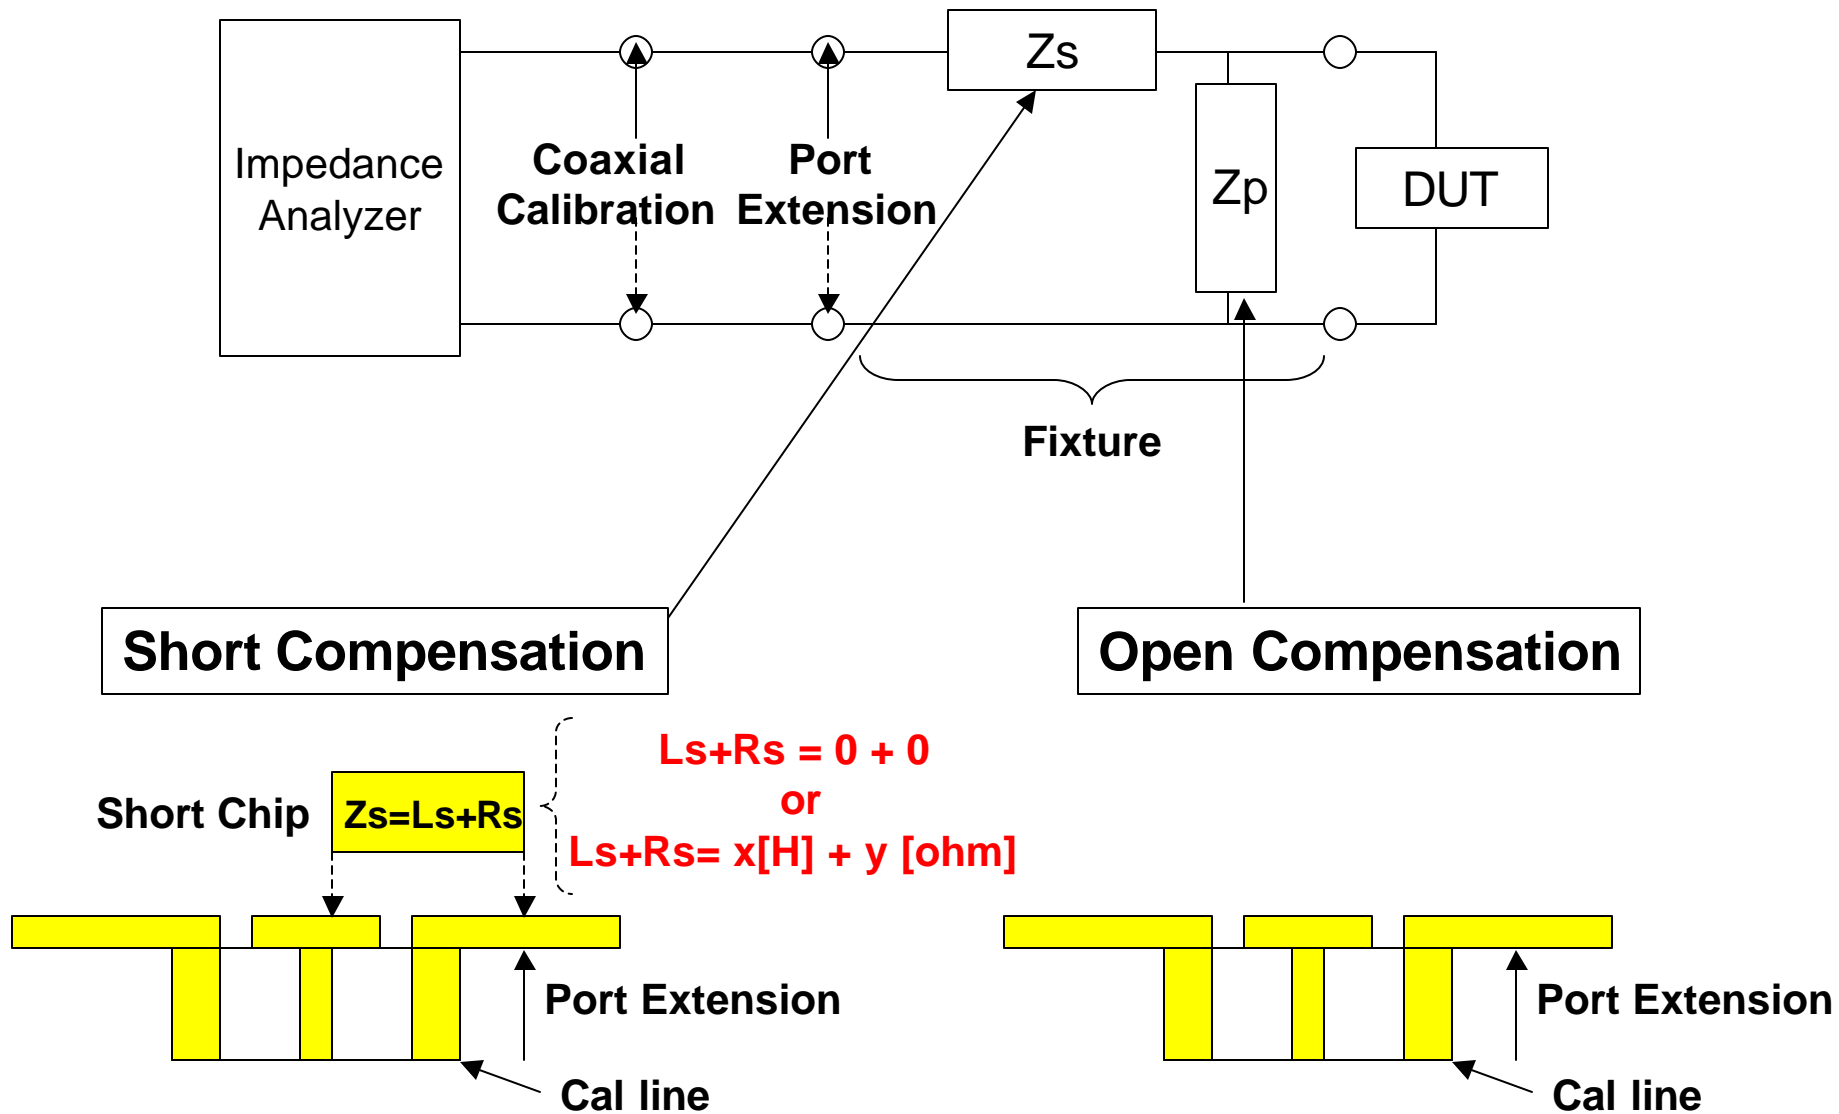 Zs
Impedance
Analyzer
Coaxial
Calibration
Port
Extension
Zp
DUT
Fixture
Short Compensation
Open Compensation
Ls+Rs = 0 + 0
or
Ls+Rs= x[H] + y [ohm]
Short Chip
Zs=Ls+Rs
Port Extension
Cal line
Port Extension
Cal line